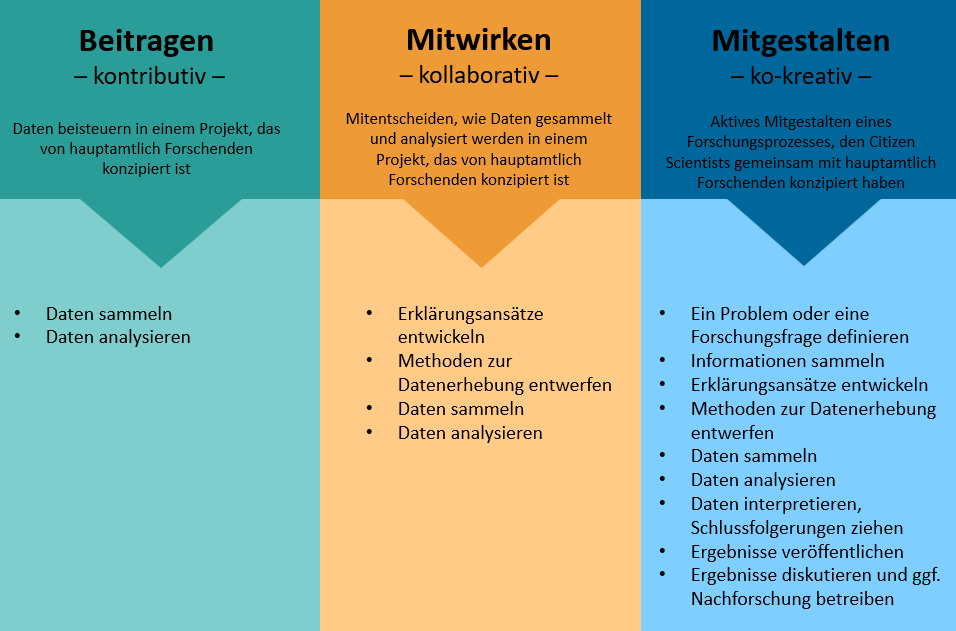 Beitragen
– kontributiv –
Daten beisteuern in einem Projekt, das
von hauptamtlich Forschenden
konzipiert ist
• Daten sammeln
• Daten analysieren
Mitwirken
– kollaborativ –
Mitentscheiden, wie Daten gesammelt
und analysiert werden in einem
Projekt, das von hauptamtlich
Forschenden konzipiert ist
• Erklärungsansätze
entwickeln
• Methoden zur
Datenerhebung entwerfen
• Daten sammeln
• Daten analysieren
Mitgestalten
– ko-kreativ –
Aktives Mitgestalten eines
Forschungsprozesses, den Citizen
Scientists gemeinsam mit hauptamtlich
Forschenden konzipiert haben
• Ein Problem oder eine
Forschungsfrage definieren
• Informationen sammeln
• Erklärungsansätze entwickeln
• Methoden zur Datenerhebung
entwerfen
• Daten sammeln
• Daten analysieren
• Daten interpretieren,
Schlussfolgerungen ziehen
• Ergebnisse veröffentlichen
• Ergebnisse diskutieren und ggf.
Nachforschung betreiben